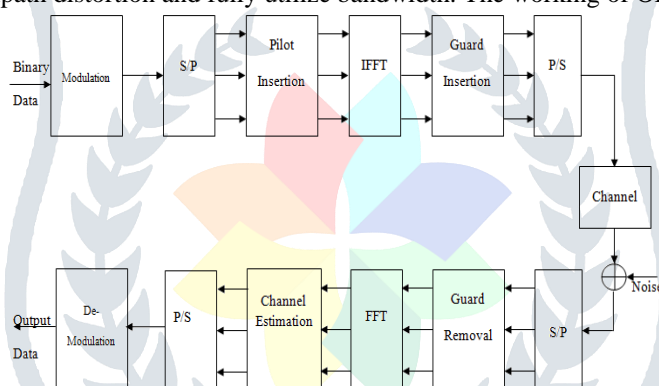 path distortion and fully utilize bandwidth. The working of
Binary
Data
Modulation
S/P
Pilot
Insertion
IFFT
Guard
Insertion
P/S
Channel
Noise
Output
Data
De-
Modulation
P/S
Channel
Estimation
FFT
Guard
Removal
S/P